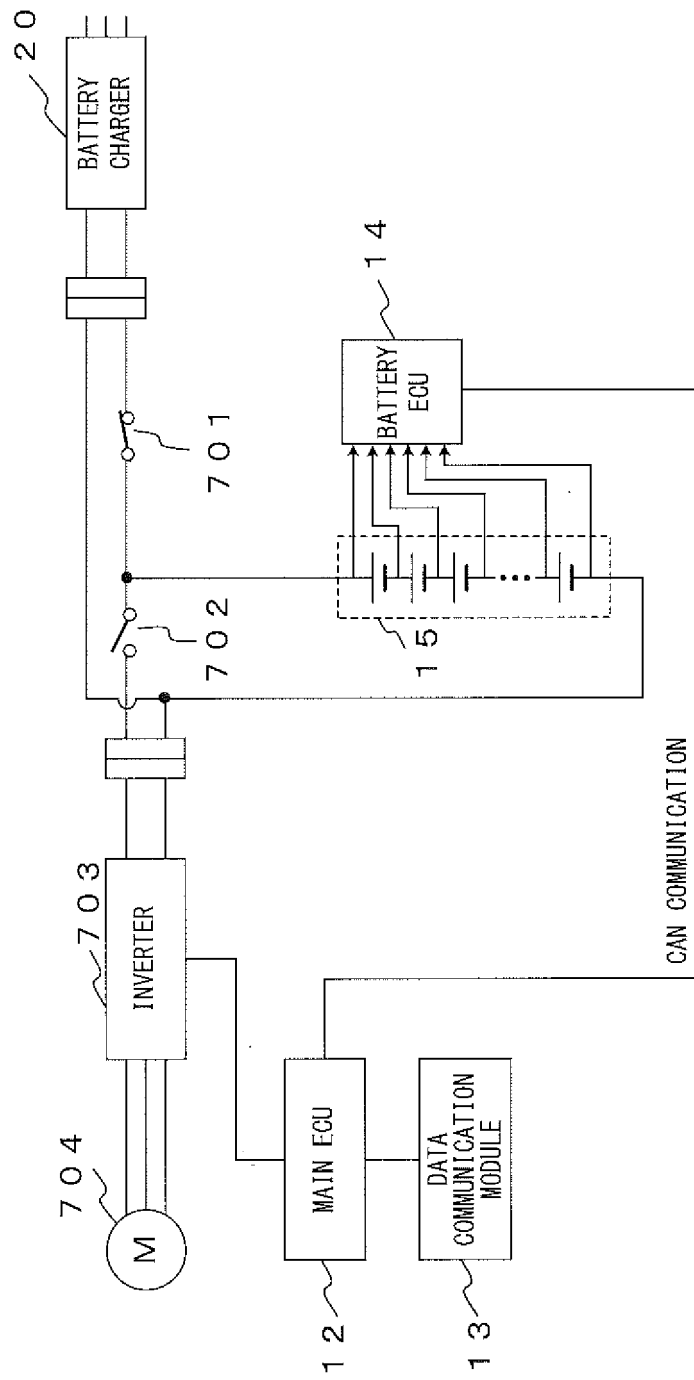 704
M
703
INVERTER
702
701
20
BATTERY
CHARGER
12
MAIN ECU
13
DATA
COMMUNICATION
MODULE
15
14
BATTERY
ECU
CAN COMMUNICATION